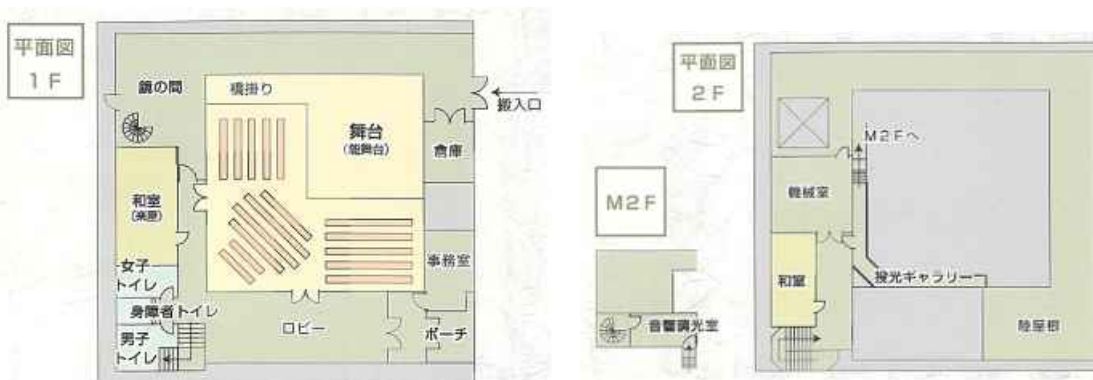 平面図
1F
鏡の間
橋掛り
舞台
(能舞台)
搬入口
倉庫
和室
(楽屋)
女子
トイレ
身障者トイレ
男子
トイレ
ロビー
事務室
ポーチ
M2F
音響調光室
平面図
2F
M2Fへ
機械室
和室
投光ギャラリー
陸屋根